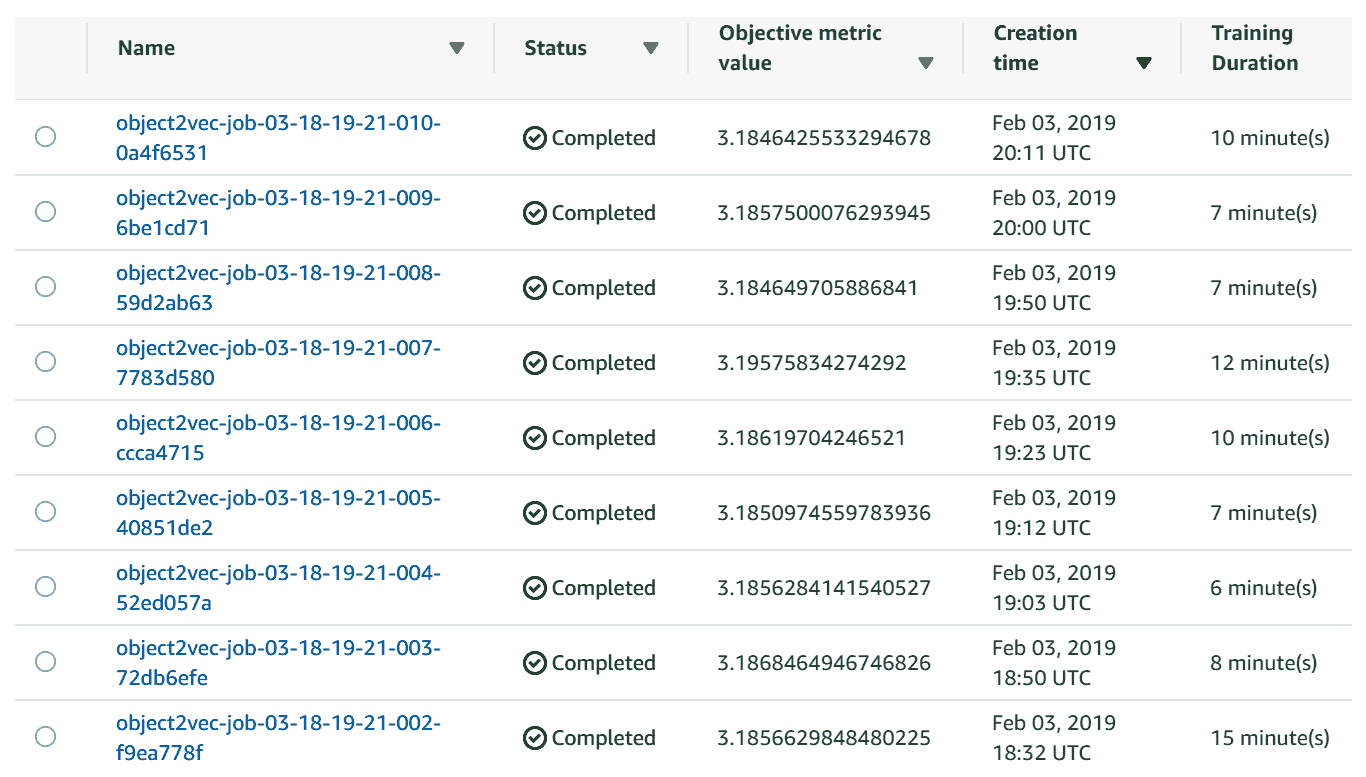 Name Status Objective metric value Creation time Training Duration
object2vec-job-03-18-19-21-010-0a4f6531 Completed 3.1846425533294678 Feb 03, 2019 20:11 UTC 10 minute(s)
object2vec-job-03-18-19-21-009-6be1cd71 Completed 3.1857500076293945 Feb 03, 2019 20:00 UTC 7 minute(s)
object2vec-job-03-18-19-21-008-59d2ab63 Completed 3.184649705886841 Feb 03, 2019 19:50 UTC 7 minute(s)
object2vec-job-03-18-19-21-007-7783d580 Completed 3.19575834274292 Feb 03, 2019 19:35 UTC 12 minute(s)
object2vec-job-03-18-19-21-006-ccca4715 Completed 3.18619704246521 Feb 03, 2019 19:23 UTC 10 minute(s)
object2vec-job-03-18-19-21-005-40851de2 Completed 3.1850974559783936 Feb 03, 2019 19:12 UTC 7 minute(s)
object2vec-job-03-18-19-21-004-52ed057a Completed 3.1856284141540527 Feb 03, 2019 19:03 UTC 6 minute(s)
object2vec-job-03-18-19-21-003-72db6efe Completed 3.1868464946746826 Feb 03, 2019 18:50 UTC 8 minute(s)
object2vec-job-03-18-19-21-002-f9ea778f Completed 3.1856629848480225 Feb 03, 2019 18:32 UTC 15 minute(s)